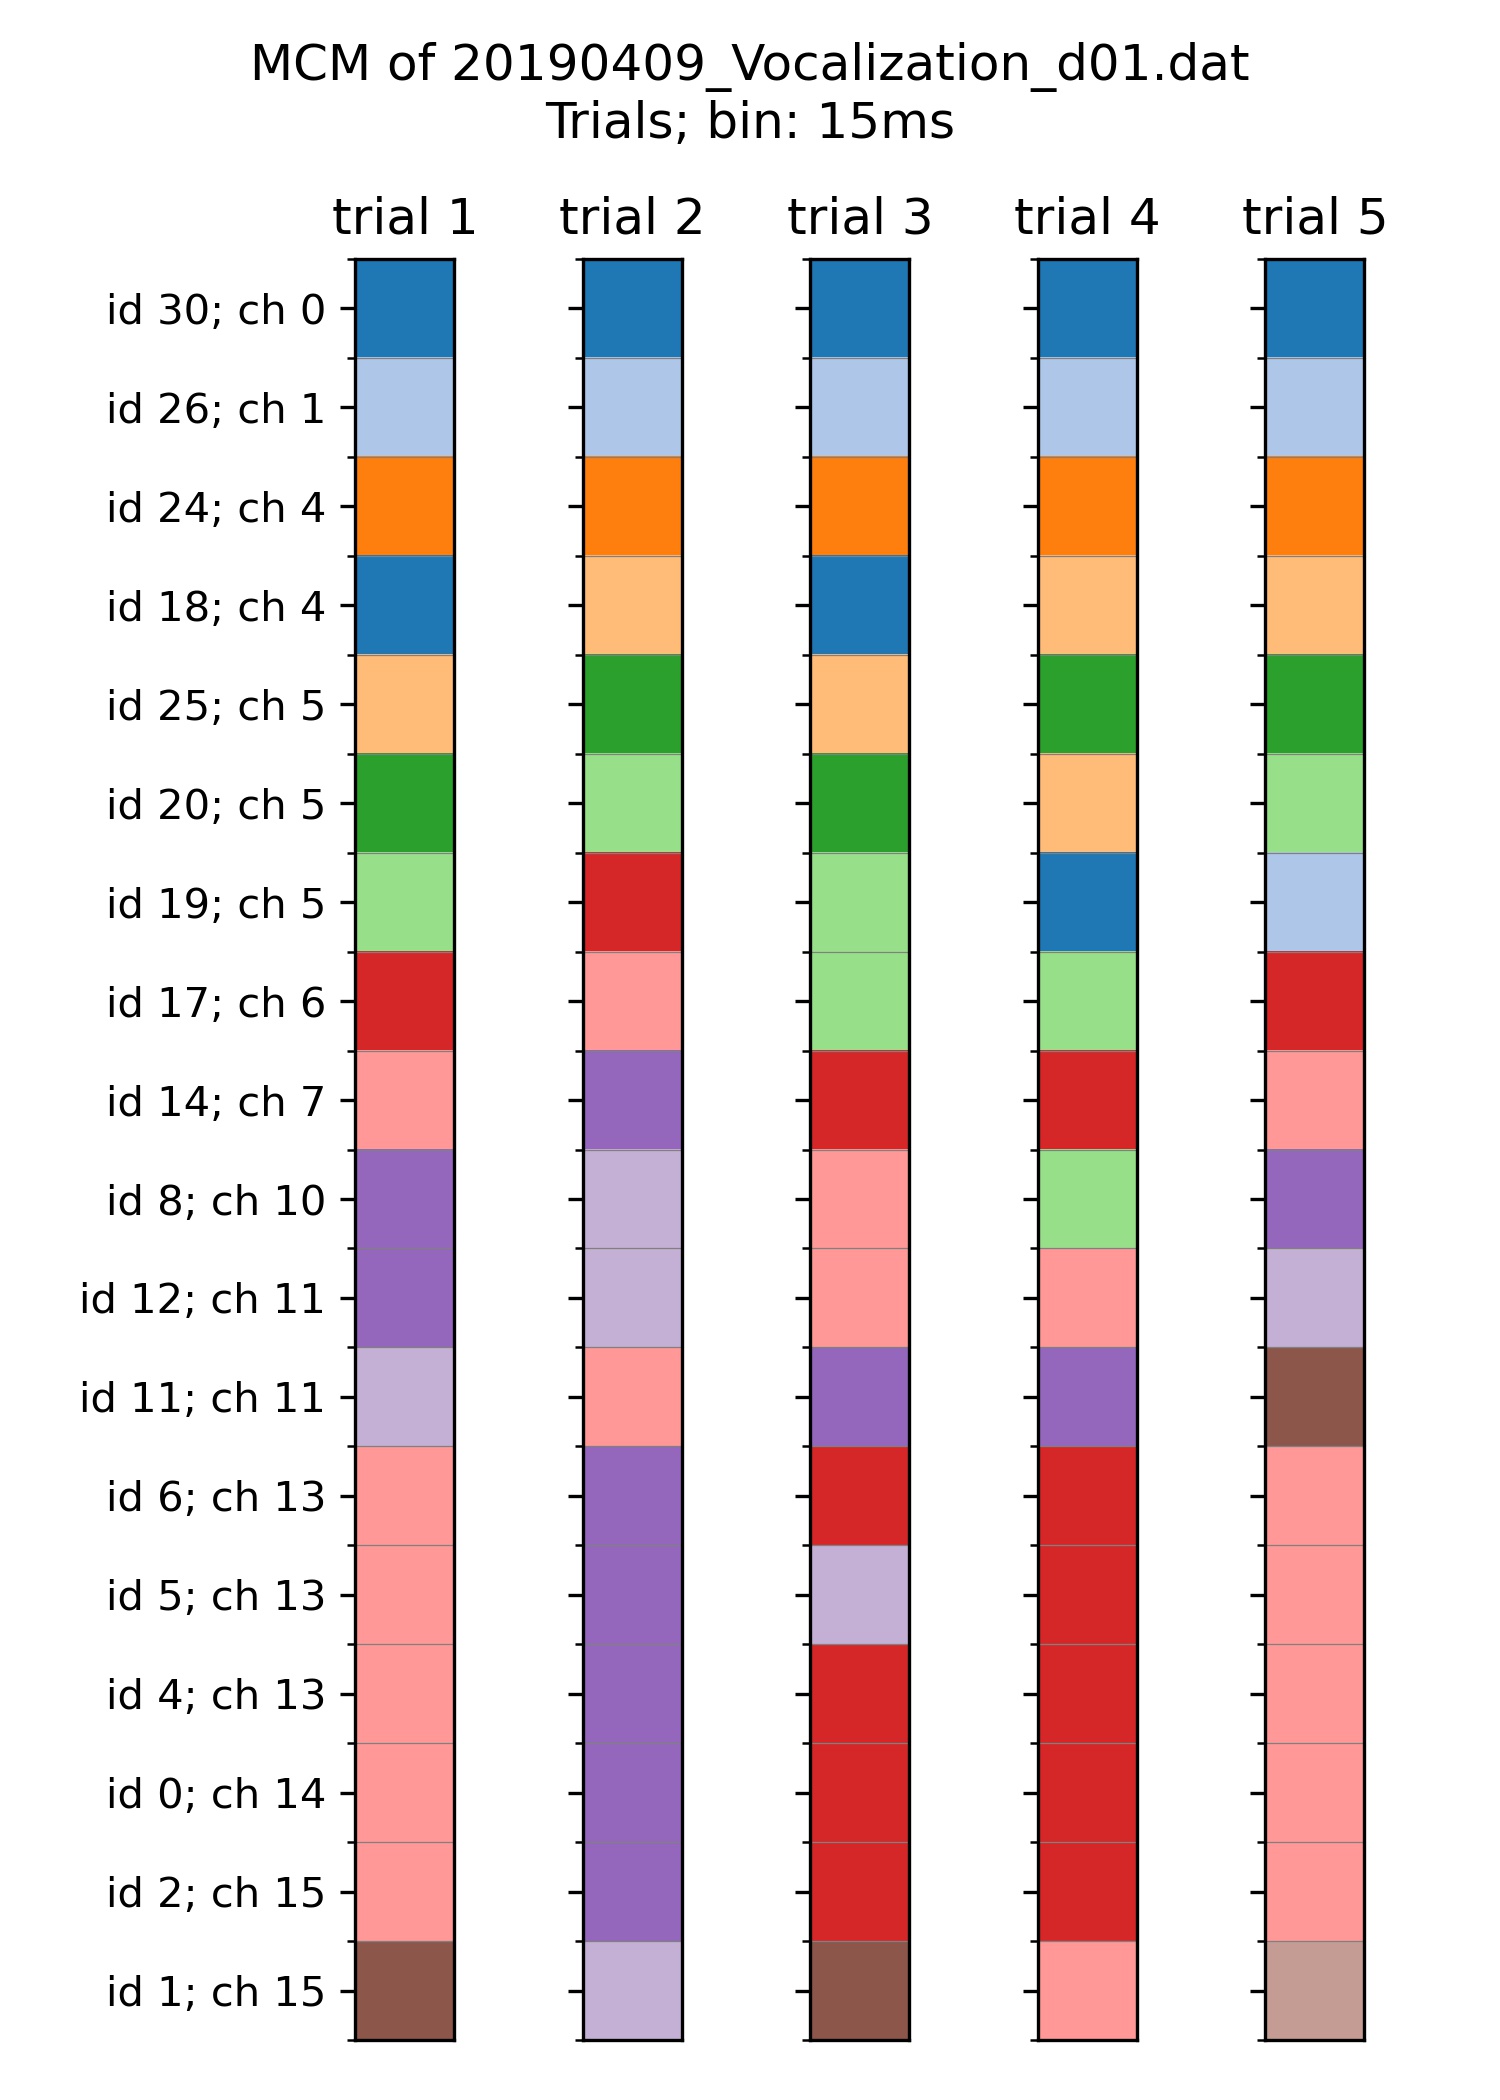 MCM of 20190409_Vocalization_d01.dat
Trials; bin: 15ms
trial 1 trial 2 trial 3 trial 4 trial 5
id 30; ch 0
id 26; ch 1
id 24; ch 4
id 18; ch 4
id 25; ch 5
id 20; ch 5
id 19; ch 5
id 17; ch 6
id 14; ch 7
id 8; ch 10
id 12; ch 11
id 11; ch 11
id 6; ch 13
id 5; ch 13
id 4; ch 13
id 0; ch 14
id 2; ch 15
id 1; ch 15